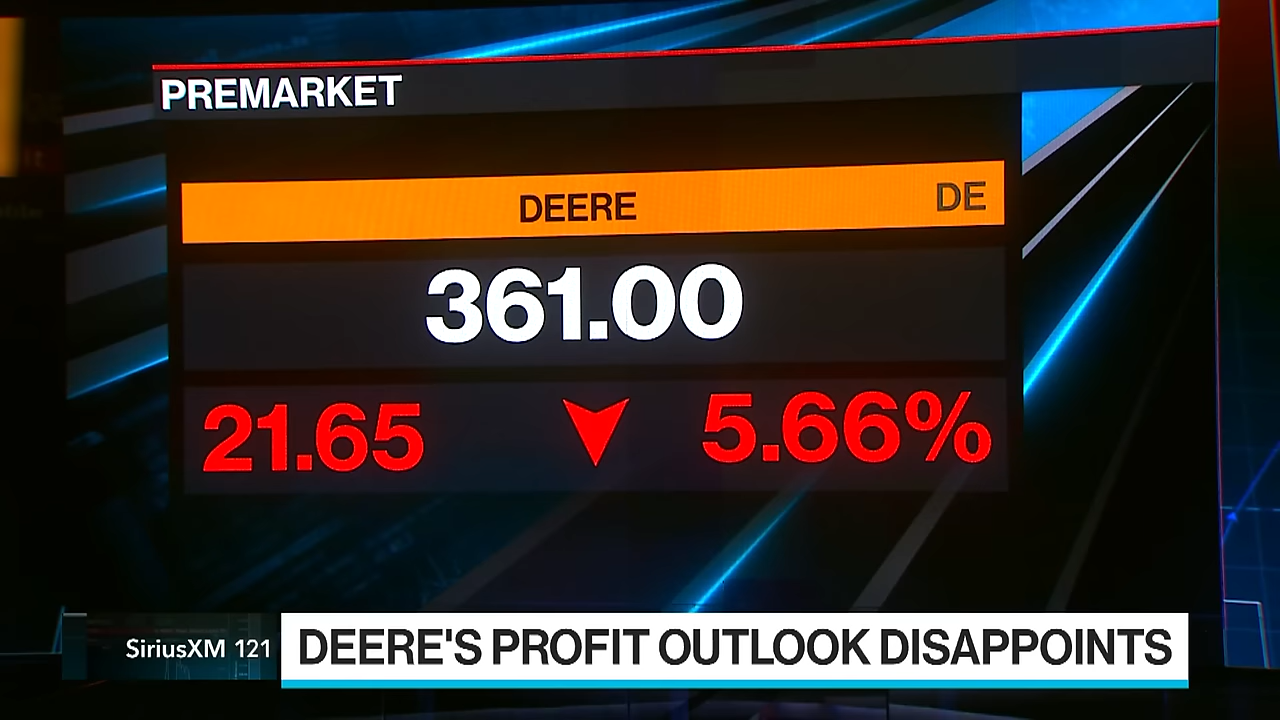 PREMARKET
DEERE DE
361.00
21.65 5.66%
SiriusXM 121
DEERE'S PROFIT OUTLOOK DISAPPOINTS